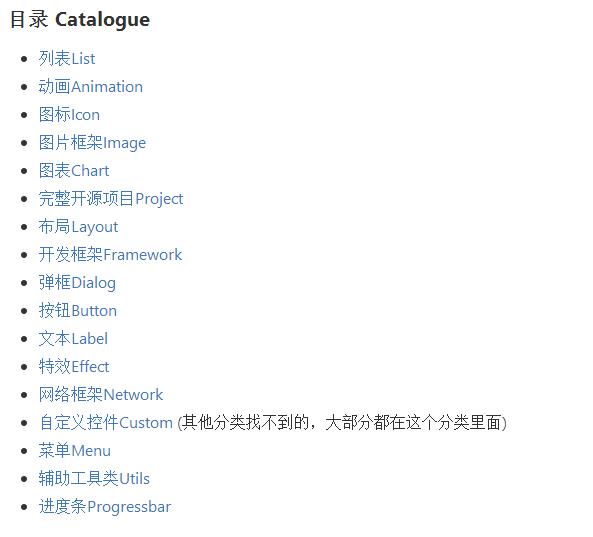 目录 Catalogue
列表List
动画Animation
图标Icon
图片框架Image
图表Chart
完整开源项目Project
布局Layout
开发框架Framework
弹框Dialog
按钮Button
文本Label
特效Effect
网络框架Network
自定义控件Custom (其他分类找不到的，大部分都在这个分类里面)
菜单Menu
辅助工具类Utils
进度条Progressbar